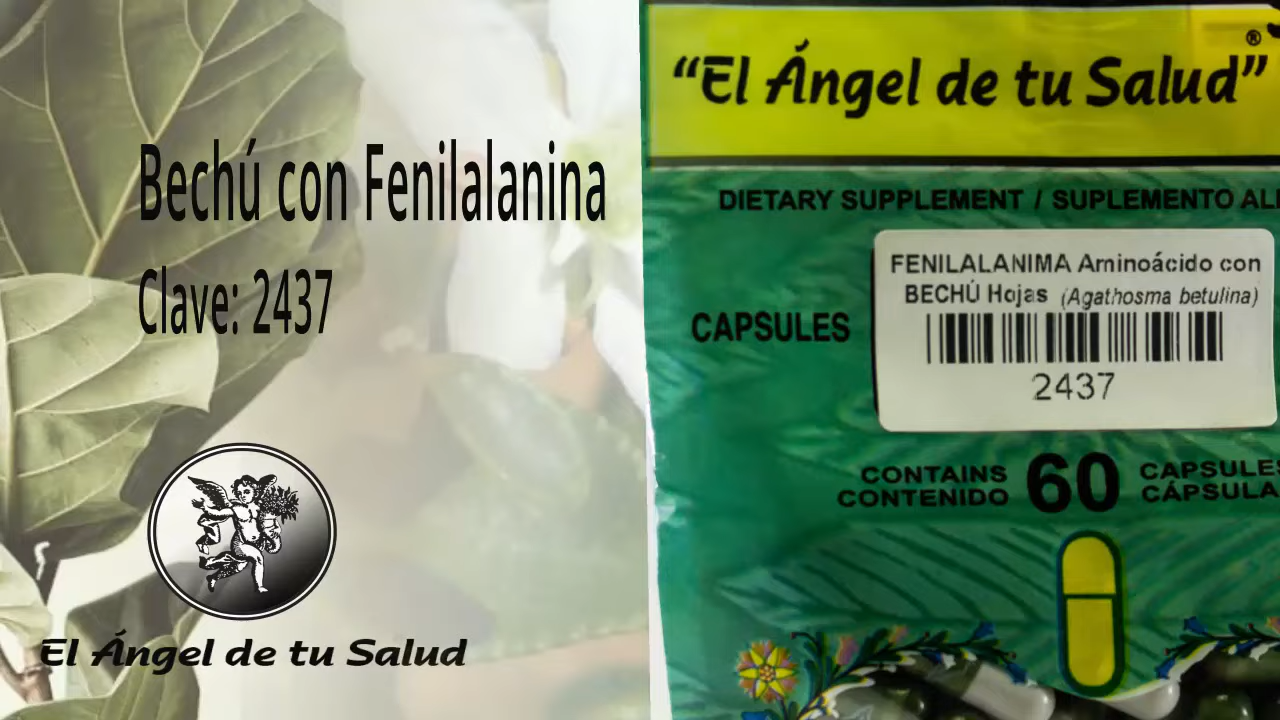 Bechú con Fenilalanina
Clave: 2437
El Ángel de tu Salud
“El Ángel de tu Salud”®
DIETARY SUPPLEMENT / SUPLEMENTO ALI
FENILALANIMA Aminoácido con
BECHÚ Hojas (Agathosma betulina)
CAPSULES
2437
CONTAINS 60 CAPSULES
CONTENIDO CÁPSULA